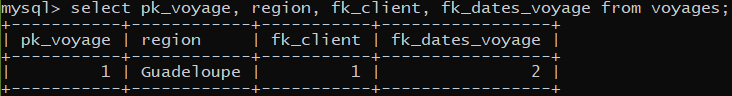 mysql> select pk_voyage, region, fk_client, fk_dates_voyage from voyages;
+-----------+------------+-----------+-----------------+
| pk_voyage | region     | fk_client | fk_dates_voyage |
+-----------+------------+-----------+-----------------+
|         1 | Guadeloupe |         1 |               2 |
+-----------+------------+-----------+-----------------+